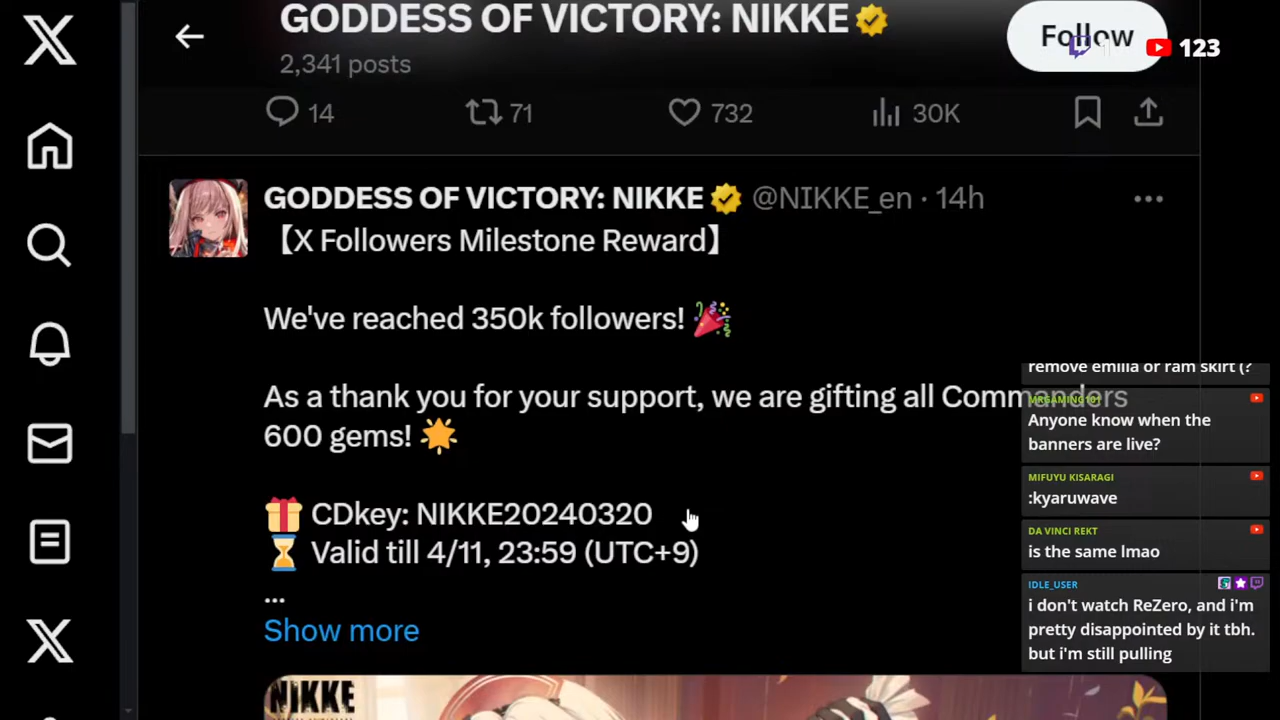 GODDESS OF VICTORY: NIKKE
2,341 posts
Follow
1
123
14
71
732
30K
GODDESS OF VICTORY: NIKKE @NIKKE_en · 14h
【X Followers Milestone Reward】
We've reached 350k followers! 🎉
As a thank you for your support, we are gifting all Commanders
600 gems! 🌟
🎁 CDkey: NIKKE20240320
⏳ Valid till 4/11, 23:59 (UTC+9)
...
Show more
NIKKE
remove emilia or ram skirt (?
MRGAMING101
Anyone know when the
banners are live?
MIFUYU KISARAGI
:kyaruwave
DA VINCI REKT
is the same lmao
IDLE_USER
i don't watch ReZero, and i'm
pretty disappointed by it tbh.
but i'm still pulling